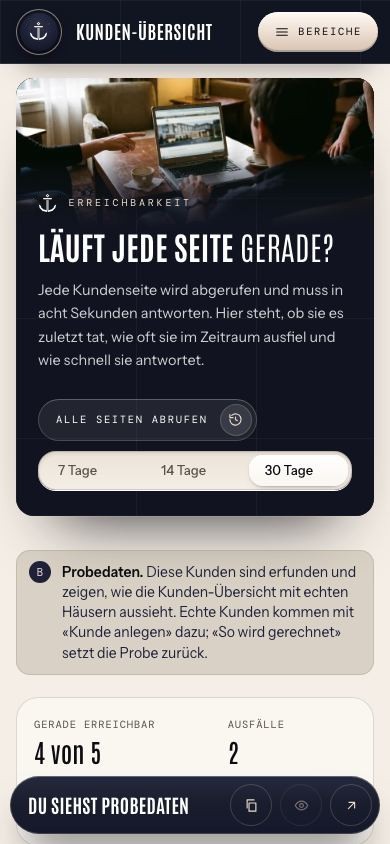 KUNDEN-ÜBERSICHT
BEREICHE
ERREICHBARKEIT
LÄUFT JEDE SEITE GERADE?
Jede Kundenseite wird abgerufen und muss in
acht Sekunden antworten. Hier steht, ob sie es
zuletzt tat, wie oft sie im Zeitraum ausfiel und
wie schnell sie antwortet.
ALLE SEITEN ABRUFEN
7 Tage 14 Tage 30 Tage
B Probedaten. Diese Kunden sind erfunden und
zeigen, wie die Kunden-Übersicht mit echten
Häusern aussieht. Echte Kunden kommen mit
«Kunde anlegen» dazu; «So wird gerechnet»
setzt die Probe zurück.
GERADE ERREICHBAR AUSFÄLLE
4 von 5 2
DU SIEHST PROBEDATEN